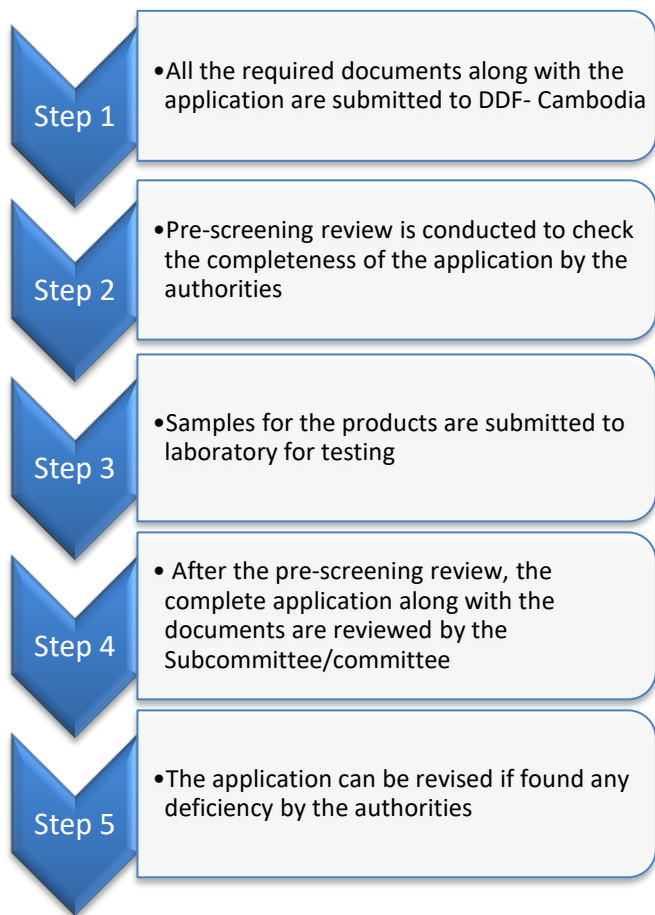 Step 1
•All the required documents along with the
application are submitted to DDF- Cambodia
Step 2
•Pre-screening review is conducted to check
the completeness of the application by the
authorities
Step 3
•Samples for the products are submitted to
laboratory for testing
Step 4
• After the pre-screening review, the
complete application along with the
documents are reviewed by the
Subcommittee/committee
Step 5
•The application can be revised if found any
deficiency by the authorities